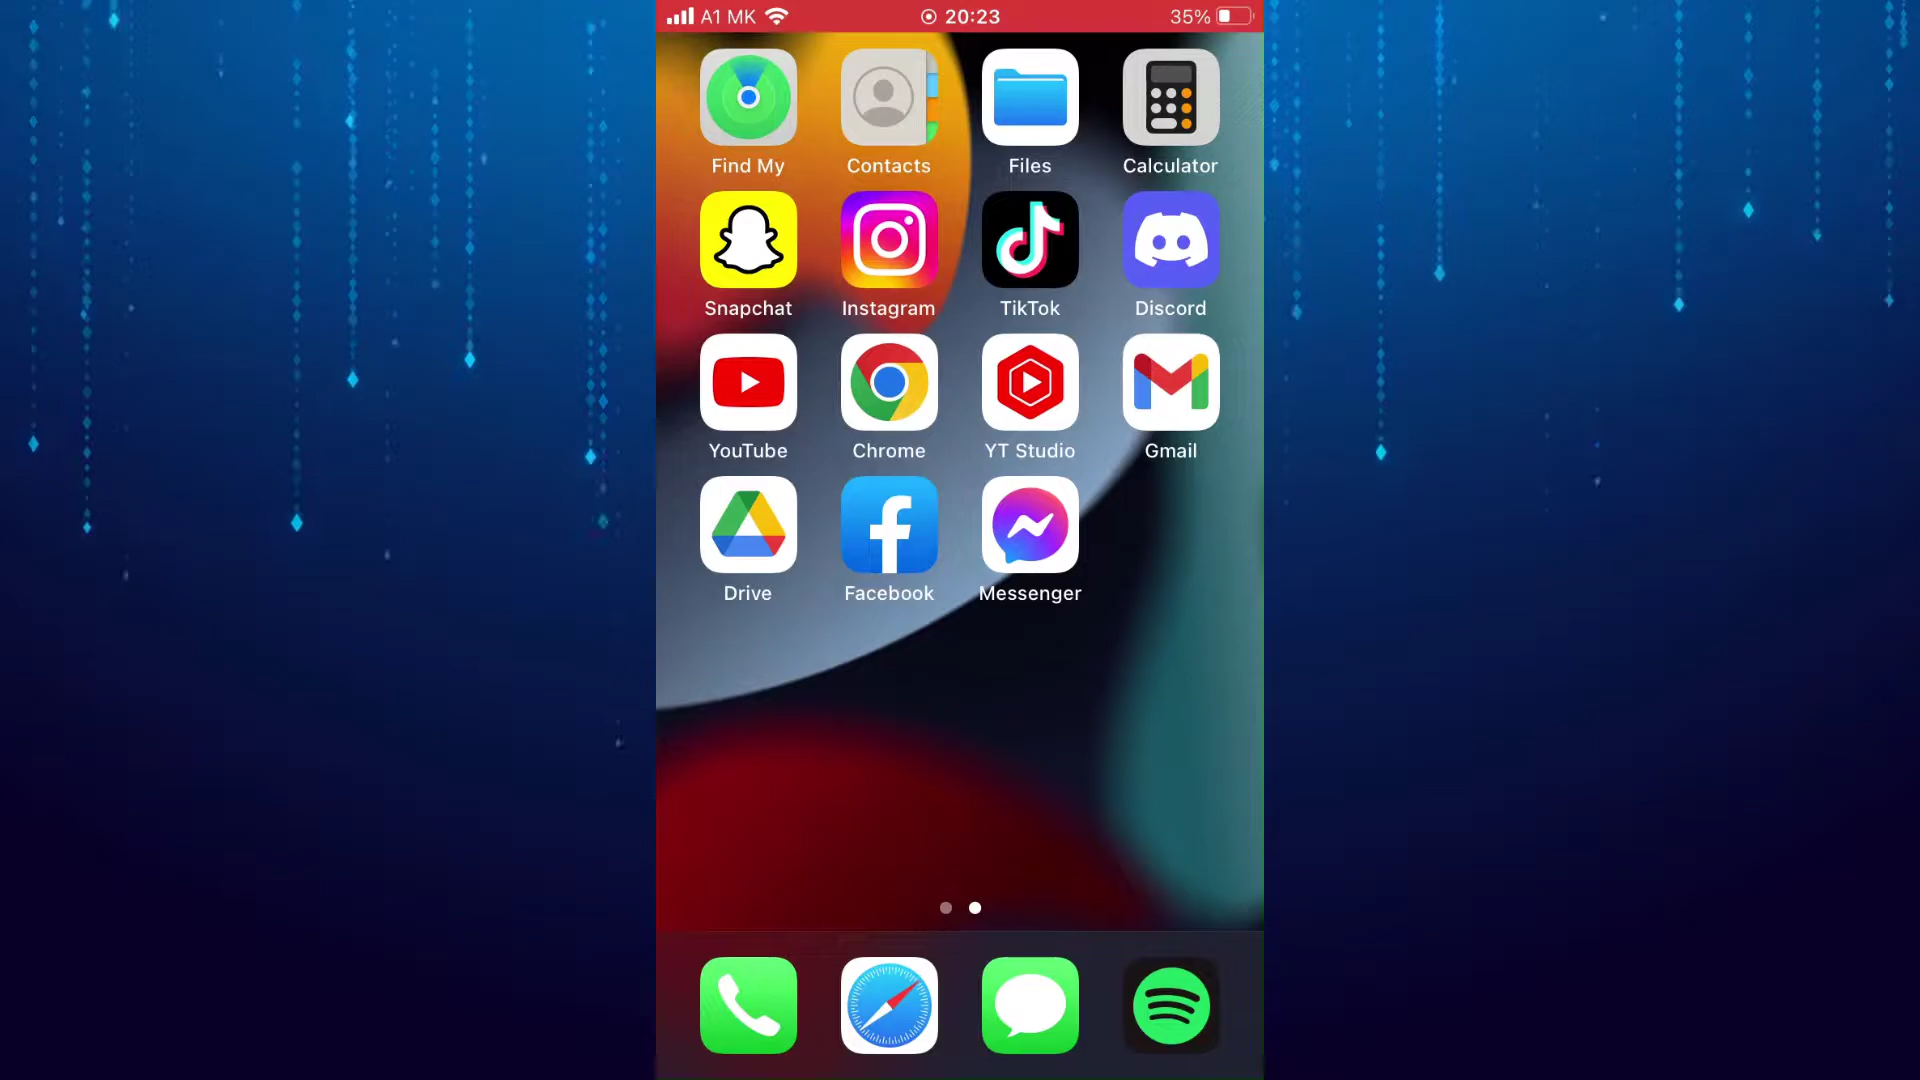 A1 MK 20:23 35%
Find My Contacts Files Calculator
Snapchat Instagram TikTok Discord
YouTube Chrome YT Studio Gmail
Drive Facebook Messenger